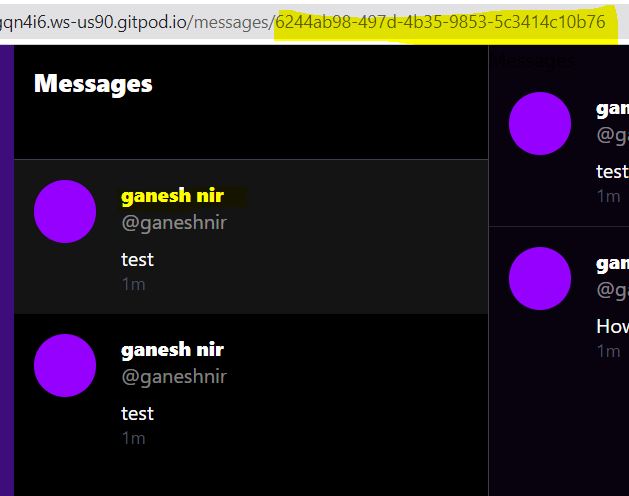 qn4i6.ws-us90.gitpod.io/messages/6244ab98-497d-4b35-9853-5c3414c10b76
Messages
ganesh nir
@ganeshnir
test
1m
ganesh nir
@ganeshnir
test
1m
Messages
gan
@ga
test
1m
gan
@ga
How
1m